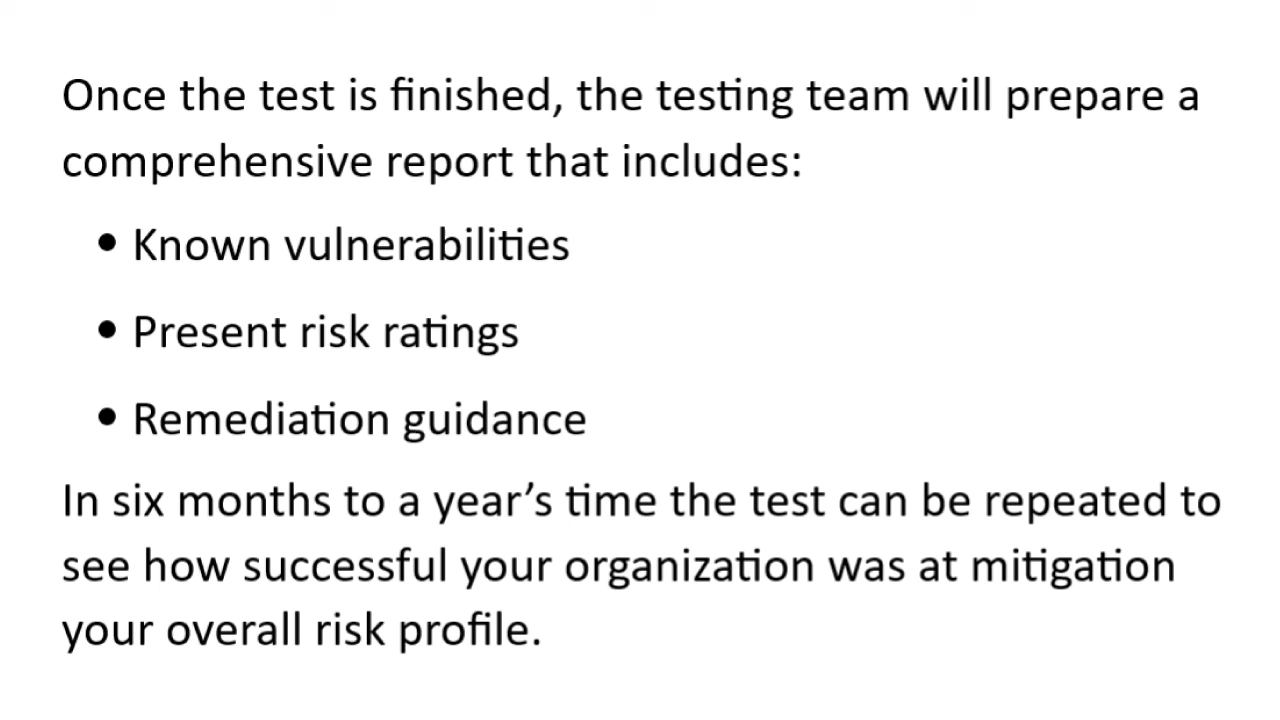 Once the test is finished, the testing team will prepare a
comprehensive report that includes:
• Known vulnerabilities
• Present risk ratings
• Remediation guidance
In six months to a year’s time the test can be repeated to
see how successful your organization was at mitigation
your overall risk profile.